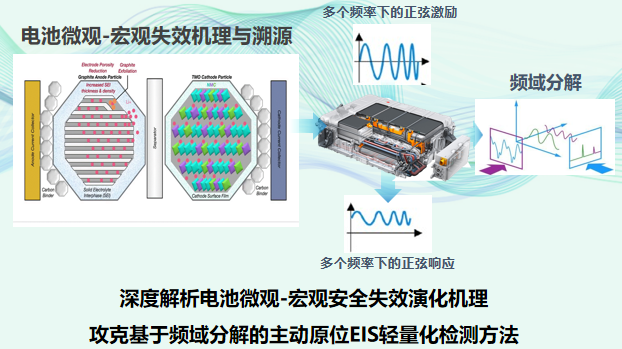 多个频率下的正弦激励
电池微观-宏观失效机理与溯源
频域分解
Electrode Porosity
Reduction
Graphite
Exfoliation
Graphite Anode Particle
Increased SEI
thickness & density
TMO Cathode Particle
Anode Current Collector
Separator
Cathode Current Collector
Carbon
Binder
Solid Electrolyte
Interphase (SEI)
Cathode Surface Film
Carbon
Binder
多个频率下的正弦响应
深度解析电池微观-宏观安全失效演化机理
攻克基于频域分解的主动原位EIS轻量化检测方法